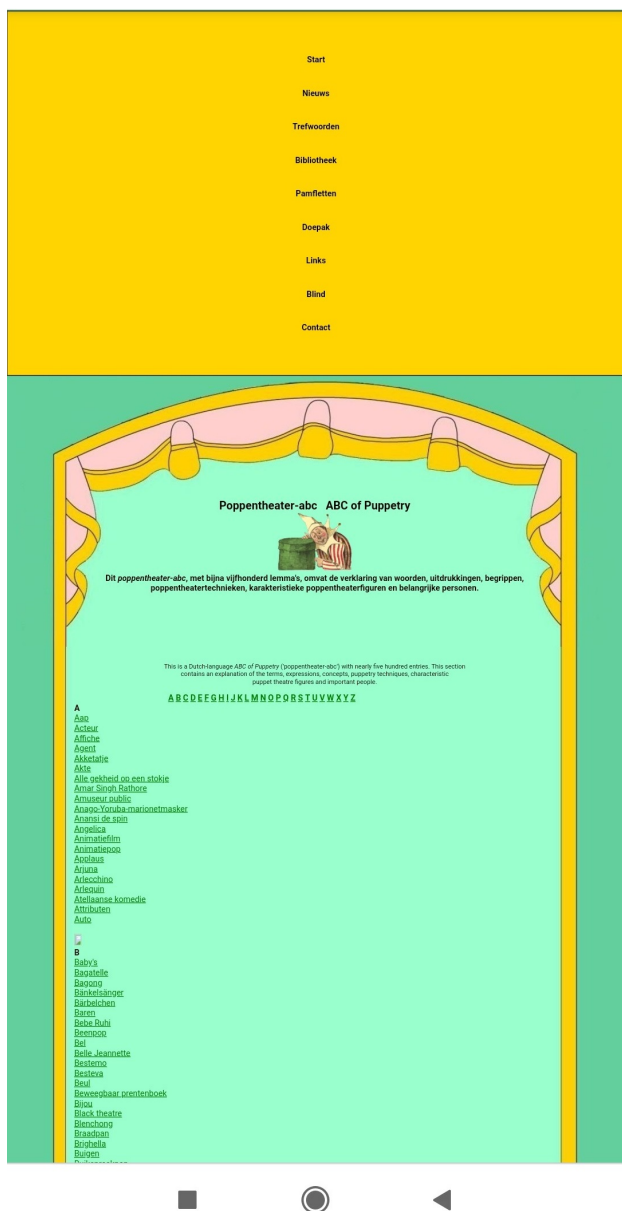 Start
Nieuws
Trefwoorden
Bibliotheek
Pamfletten
Doepak
Links
Blind
Contact
Poppentheater-abc ABC of Puppetry
Dit poppentheater-abc, met bijna vijfhonderd lemma's, omvat de verklaring van woorden, uitdrukkingen, begrippen,
poppentheatertechnieken, karakteristieke poppentheaterfiguren en belangrijke personen.
This is a Dutch-language ABC of Puppetry ('poppentheater-abc') with nearly five hundred entries. This section
contains an explanation of the terms, expressions, concepts, puppetry techniques, characteristic
puppet theatre figures and important people.
A B C D E F G H I J K L M N O P Q R S T U V W X Y Z
A
Aap
Acteur
Affiche
Agent
Akketatje
Akte
Alle gekheid op een stokje
Amar Singh Rathore
Amuseur public
Anago-Yoruba-marionetmasker
Anansi de spin
Angelica
Animatiefilm
Animatiepop
Applaus
Arjuna
Arlecchino
Arlequin
Atellaanse komedie
Attributen
Auto
B
Baby's
Bagatelle
Bagong
Bänkelsänger
Bärbelchen
Baren
Bebe Ruhi
Beenpop
Bel
Belle Jeannette
Bestemo
Besteva
Beul
Beweegbaar prentenboek
Bijou
Black theatre
Blenchong
Braadpan
Brighella
Buigen